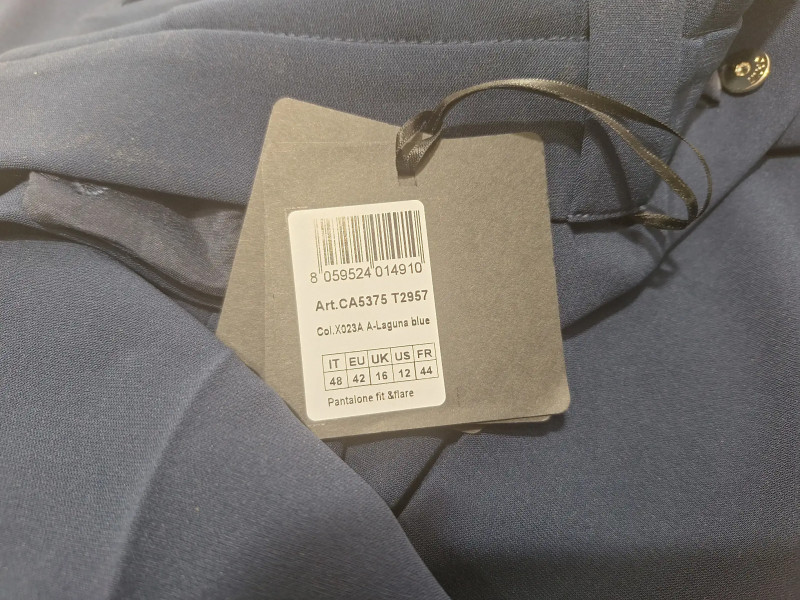 8 059524 014910
Art.CA5375 T2957
Col.X023A A-Laguna blue
IT EU UK US FR
48 42 16 12 44
Pantalone fit &flare